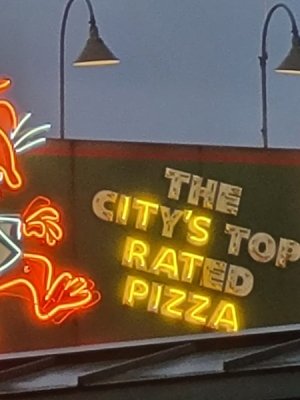 THE
CITY'S TOP
RATED
PIZZA